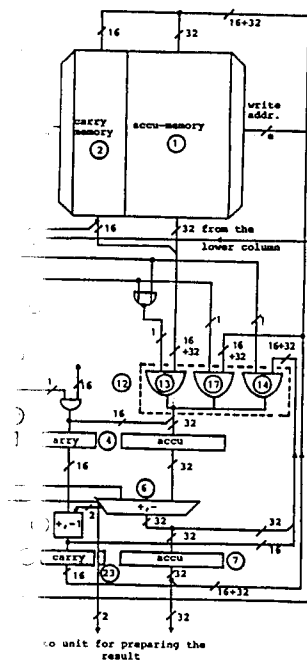 16+32
16 32
carry memory accu-memory
2 1
write addr.
16 32 from the lower column
1 16+32 1 16+32 1 16+32
12 13 17 14
1 16
16 32
arry 4 accu
16 32
6
+,-
32 32
+,-1 2
16
carry 23 accu 7
16 32 16+32
2 32
to unit for preparing the
result